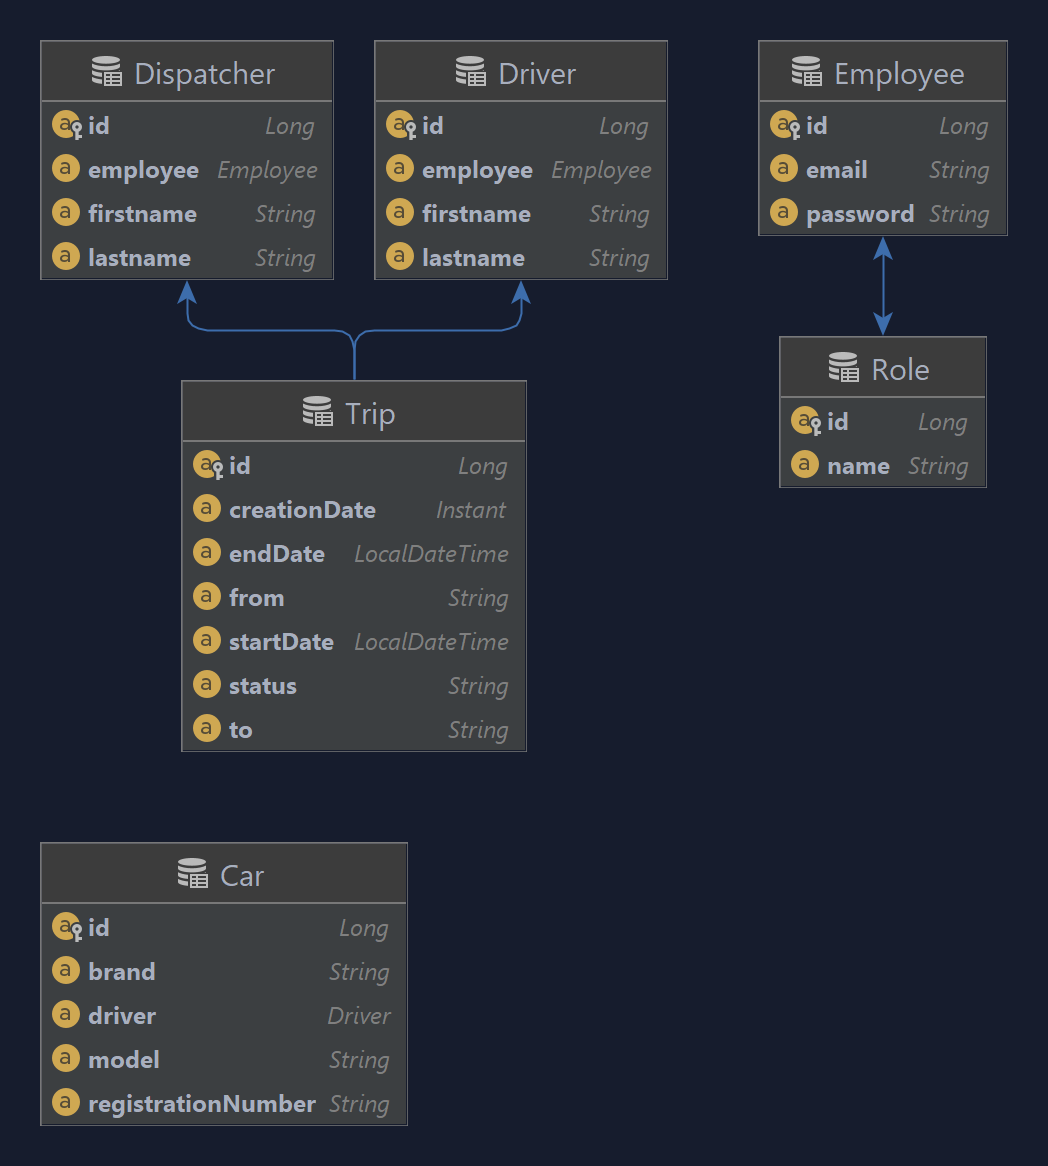 Dispatcher
id Long
employee Employee
firstname String
lastname String
Driver
id Long
employee Employee
firstname String
lastname String
Employee
id Long
email String
password String
Role
id Long
name String
Trip
id Long
creationDate Instant
endDate LocalDateTime
from String
startDate LocalDateTime
status String
to String
Car
id Long
brand String
driver Driver
model String
registrationNumber String